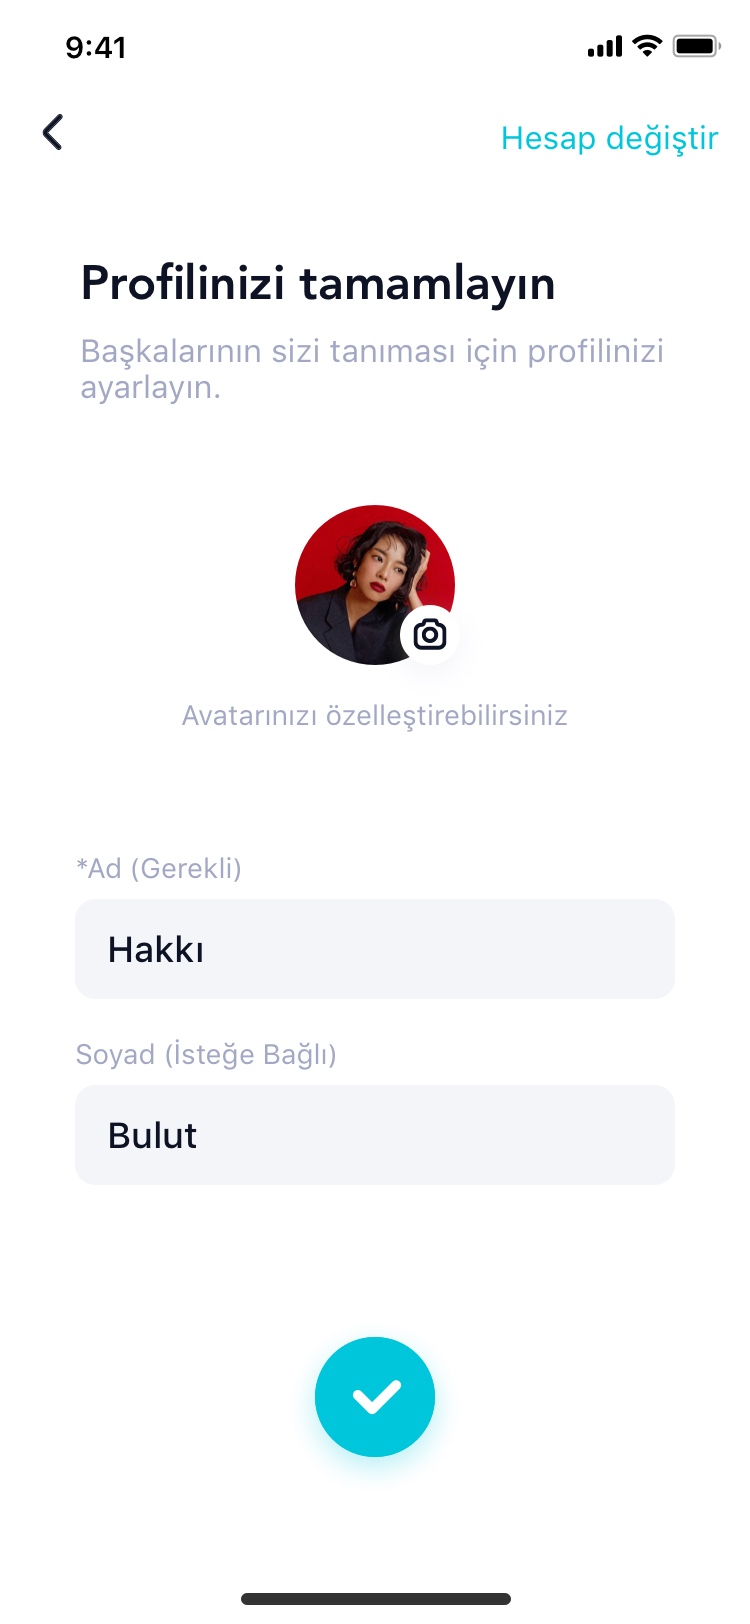 9:41
Hesap değiştir
Profilinizi tamamlayın
Başkalarının sizi tanıması için profilinizi
ayarlayın.
Avatarınızı özelleştirebilirsiniz
*Ad (Gerekli)
Hakkı
Soyad (İsteğe Bağlı)
Bulut